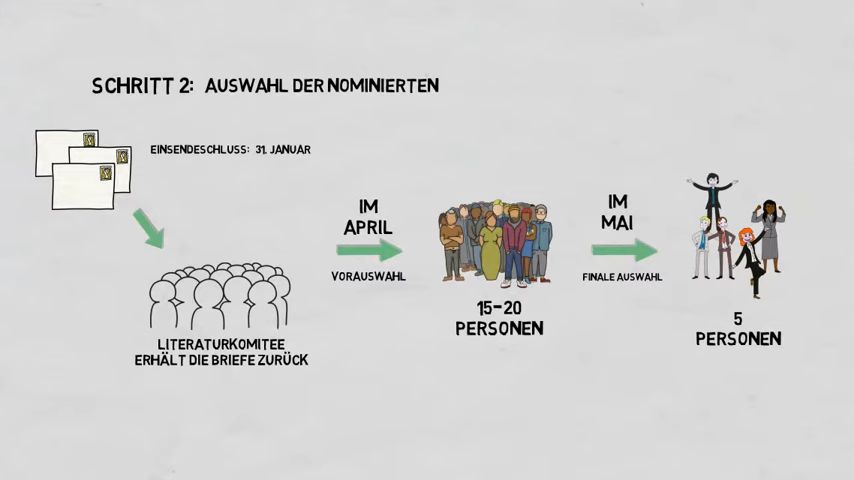 SCHRITT 2: AUSWAHL DER NOMINIERTEN
EINSENDESCHLUSS: 31. JANUAR
LITERATURKOMITEE
ERHÄLT DIE BRIEFE ZURÜCK
IM
APRIL
VORAUSWAHL
15-20
PERSONEN
IM
MAI
FINALE AUSWAHL
5
PERSONEN